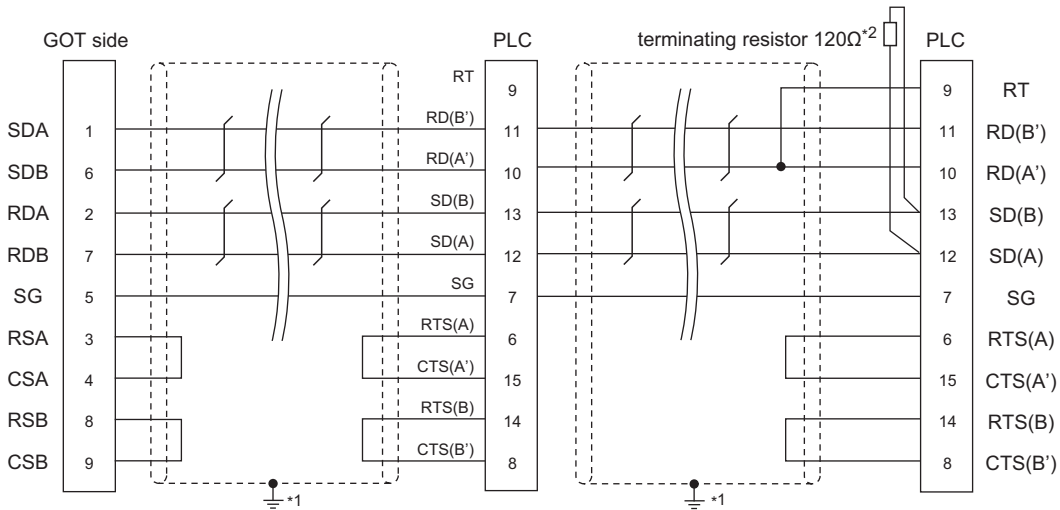 GOT side PLC terminating resistor 120Ω*2 PLC
RT 9 9 RT
SDA 1 RD(B’) 11 11 RD(B’)
SDB 6 RD(A’) 10 10 RD(A’)
RDA 2 SD(B) 13 13 SD(B)
RDB 7 SD(A) 12 12 SD(A)
SG 5 SG 7 7 SG
RSA 3 RTS(A) 6 6 RTS(A)
CSA 4 CTS(A’) 15 15 CTS(A’)
RSB 8 RTS(B) 14 14 RTS(B)
CSB 9 CTS(B’) 8 8 CTS(B’)
*1 *1